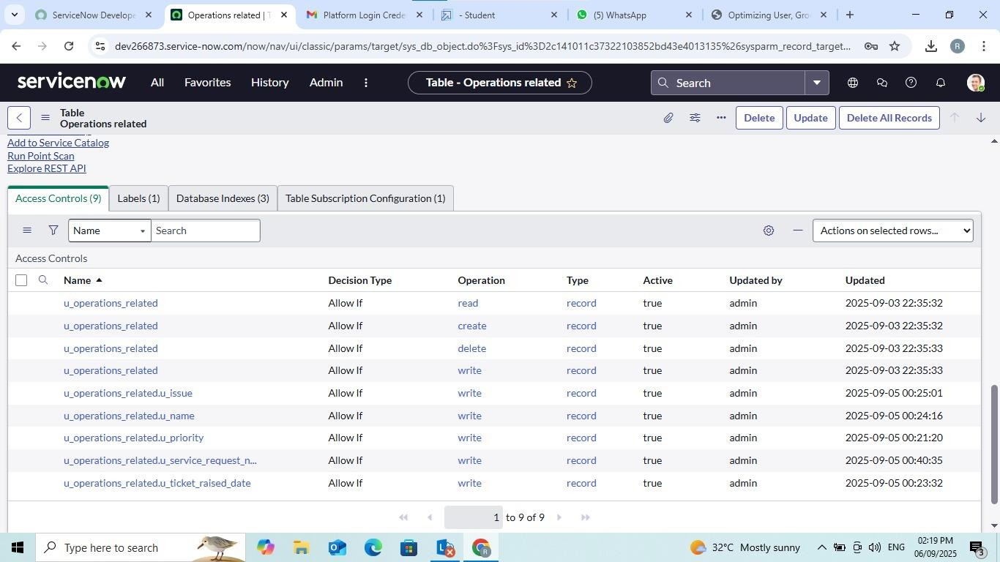 ServiceNow Develope
Operations related | T
Platform Login Crede
- Student
(5) WhatsApp
Optimizing User, Gro
dev266873.service-now.com/now/nav/ui/classic/params/target/sys_db_object.do%3Fsys_id%3D2c141011c37322103852bd43e4013135%26sysparm_record_target...
R
servicenow
All
Favorites
History
Admin
Table - Operations related
Search
Table
Operations related
Delete
Update
Delete All Records
Add to Service Catalog
Run Point Scan
Explore REST API
Access Controls (9)
Labels (1)
Database Indexes (3)
Table Subscription Configuration (1)
Name
Search
Actions on selected rows...
Access Controls
Name Decision Type Operation Type Active Updated by Updated
u_operations_related Allow If read record true admin 2025-09-03 22:35:32
u_operations_related Allow If create record true admin 2025-09-03 22:35:32
u_operations_related Allow If delete record true admin 2025-09-03 22:35:33
u_operations_related Allow If write record true admin 2025-09-03 22:35:33
u_operations_related.u_issue Allow If write record true admin 2025-09-05 00:25:01
u_operations_related.u_name Allow If write record true admin 2025-09-05 00:24:16
u_operations_related.u_priority Allow If write record true admin 2025-09-05 00:21:20
u_operations_related.u_service_request_n... Allow If write record true admin 2025-09-05 00:40:35
u_operations_related.u_ticket_raised_date Allow If write record true admin 2025-09-05 00:23:32
1 to 9 of 9
Type here to search
32°C Mostly sunny
ENG
02:19 PM
06/09/2025
3